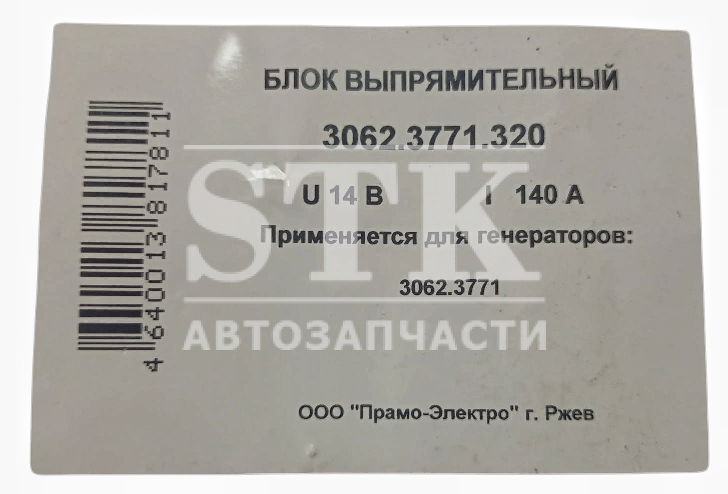 БЛОК ВЫПРЯМИТЕЛЬНЫЙ
3062.3771.320
U 14 В I 140 А
Применяется для генераторов:
3062.3771
ООО "Прамо-Электро" г. Ржев
4 640013 817811
STK
АВТОЗАПЧАСТИ